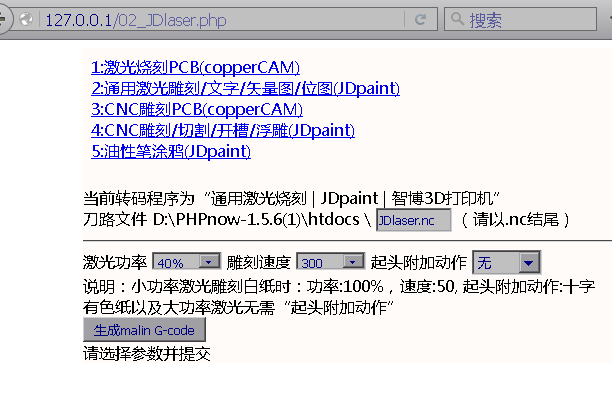 127.0.0.1/02_JDlaser.php 搜索
1:激光烧刻PCB(copperCAM)
2:通用激光雕刻/文字/矢量图/位图(JDpaint)
3:CNC雕刻PCB(copperCAM)
4:CNC雕刻/切割/开槽/浮雕(JDpaint)
5:油性笔涂鸦(JDpaint)
当前转码程序为“通用激光烧刻 | JDpaint | 智博3D打印机”
刀路文件 D:\PHPnow-1.5.6(1)\htdocs \ JDlaser.nc （请以.nc结尾）
激光功率 40% 雕刻速度 300 起头附加动作 无
说明：小功率激光雕刻白纸时：功率:100%，速度:50, 起头附加动作:十字
有色纸以及大功率激光无需“起头附加动作”
生成malin G-code
请选择参数并提交